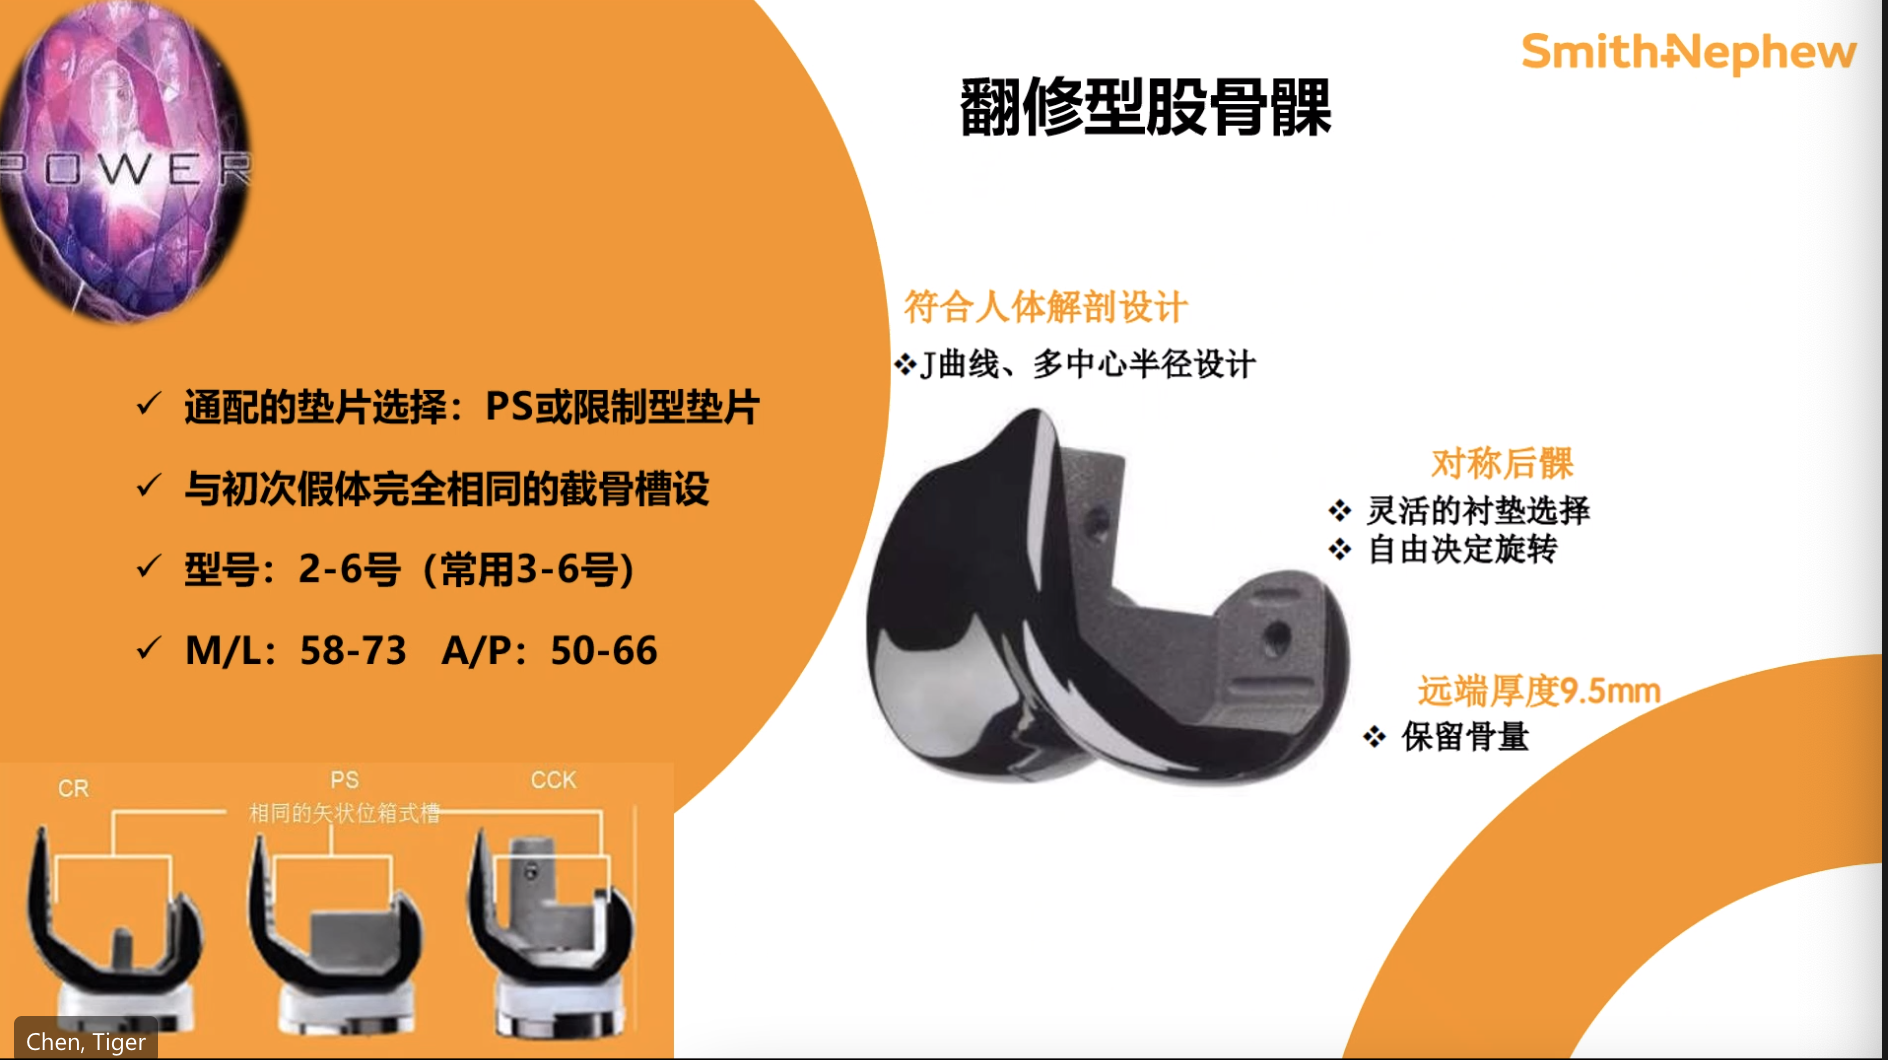 POWER
Smith+Nephew
翻修型股骨髁
符合人体解剖设计
❖J曲线、多中心半径设计
✓ 通配的垫片选择：PS或限制型垫片
✓ 与初次假体完全相同的截骨槽设
✓ 型号：2-6号（常用3-6号）
✓ M/L：58-73 A/P：50-66
对称后髁
❖ 灵活的衬垫选择
❖ 自由决定旋转
远端厚度9.5mm
❖ 保留骨量
CR PS CCK
相同的矢状位箱式槽
Chen, Tiger